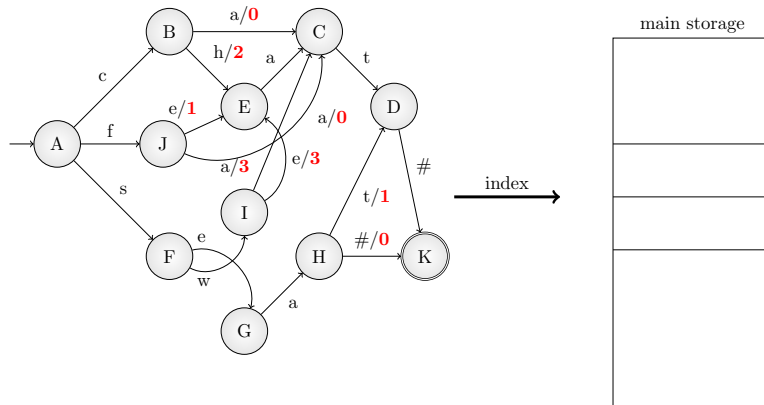 a/0
main storage
B
C
h/2
c
a
t
e/1
E
D
f
a/0
A
J
a/3
e/3
#
s
index
t/1
I
e
#/0
F
w
H
K
a
G